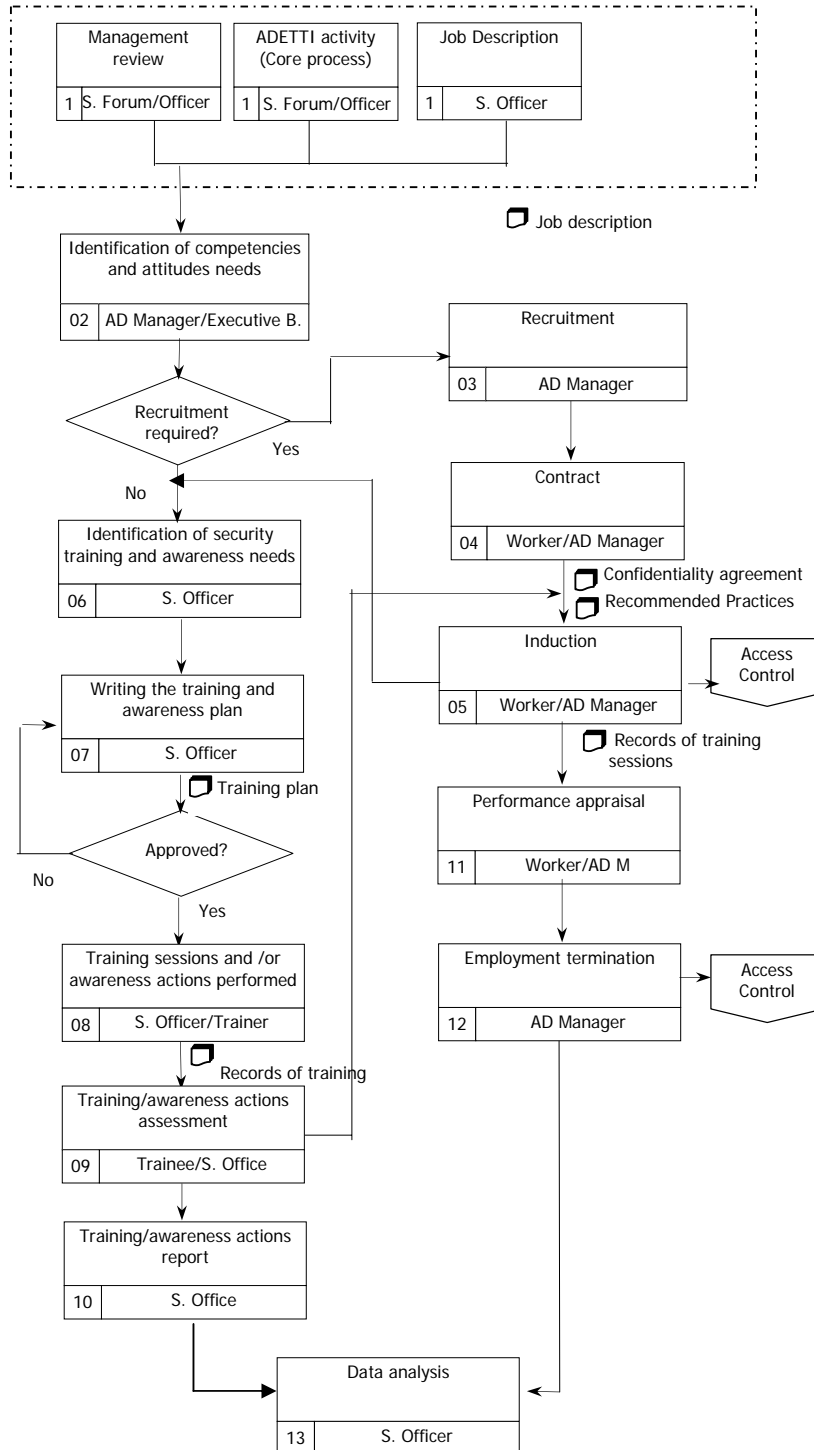 Management
review
1 S. Forum/Officer
ADETTI activity
(Core process)
1 S. Forum/Officer
Job Description
1 S. Officer
Job description
Identification of competencies
and attitudes needs
02 AD Manager/Executive B.
Recruitment
required?
Yes
No
Recruitment
03 AD Manager
Contract
04 Worker/AD Manager
Confidentiality agreement
Recommended Practices
Identification of security
training and awareness needs
06 S. Officer
Induction
05 Worker/AD Manager
Access
Control
Writing the training and
awareness plan
07 S. Officer
Training plan
Records of training
sessions
Approved?
No
Yes
Performance appraisal
11 Worker/AD M
Training sessions and /or
awareness actions performed
08 S. Officer/Trainer
Employment termination
12 AD Manager
Access
Control
Records of training
Training/awareness actions
assessment
09 Trainee/S. Office
Training/awareness actions
report
10 S. Office
Data analysis
13 S. Officer